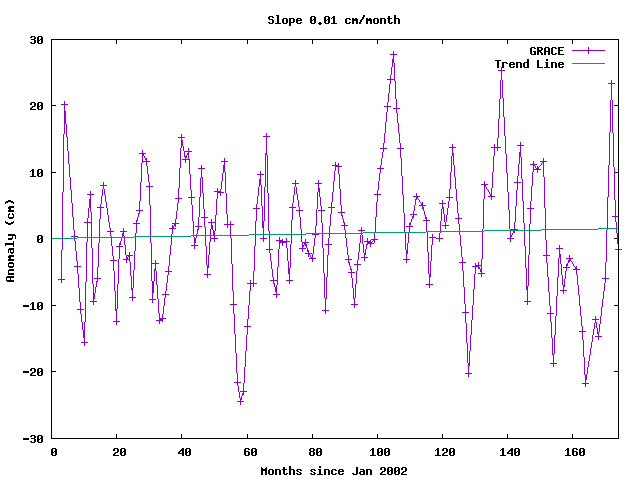 Slope 0.01 cm/month
GRACE
Trend Line
30
20
10
0
-10
-20
-30
Anomaly (cm)
0 20 40 60 80 100 120 140 160
Months since Jan 2002